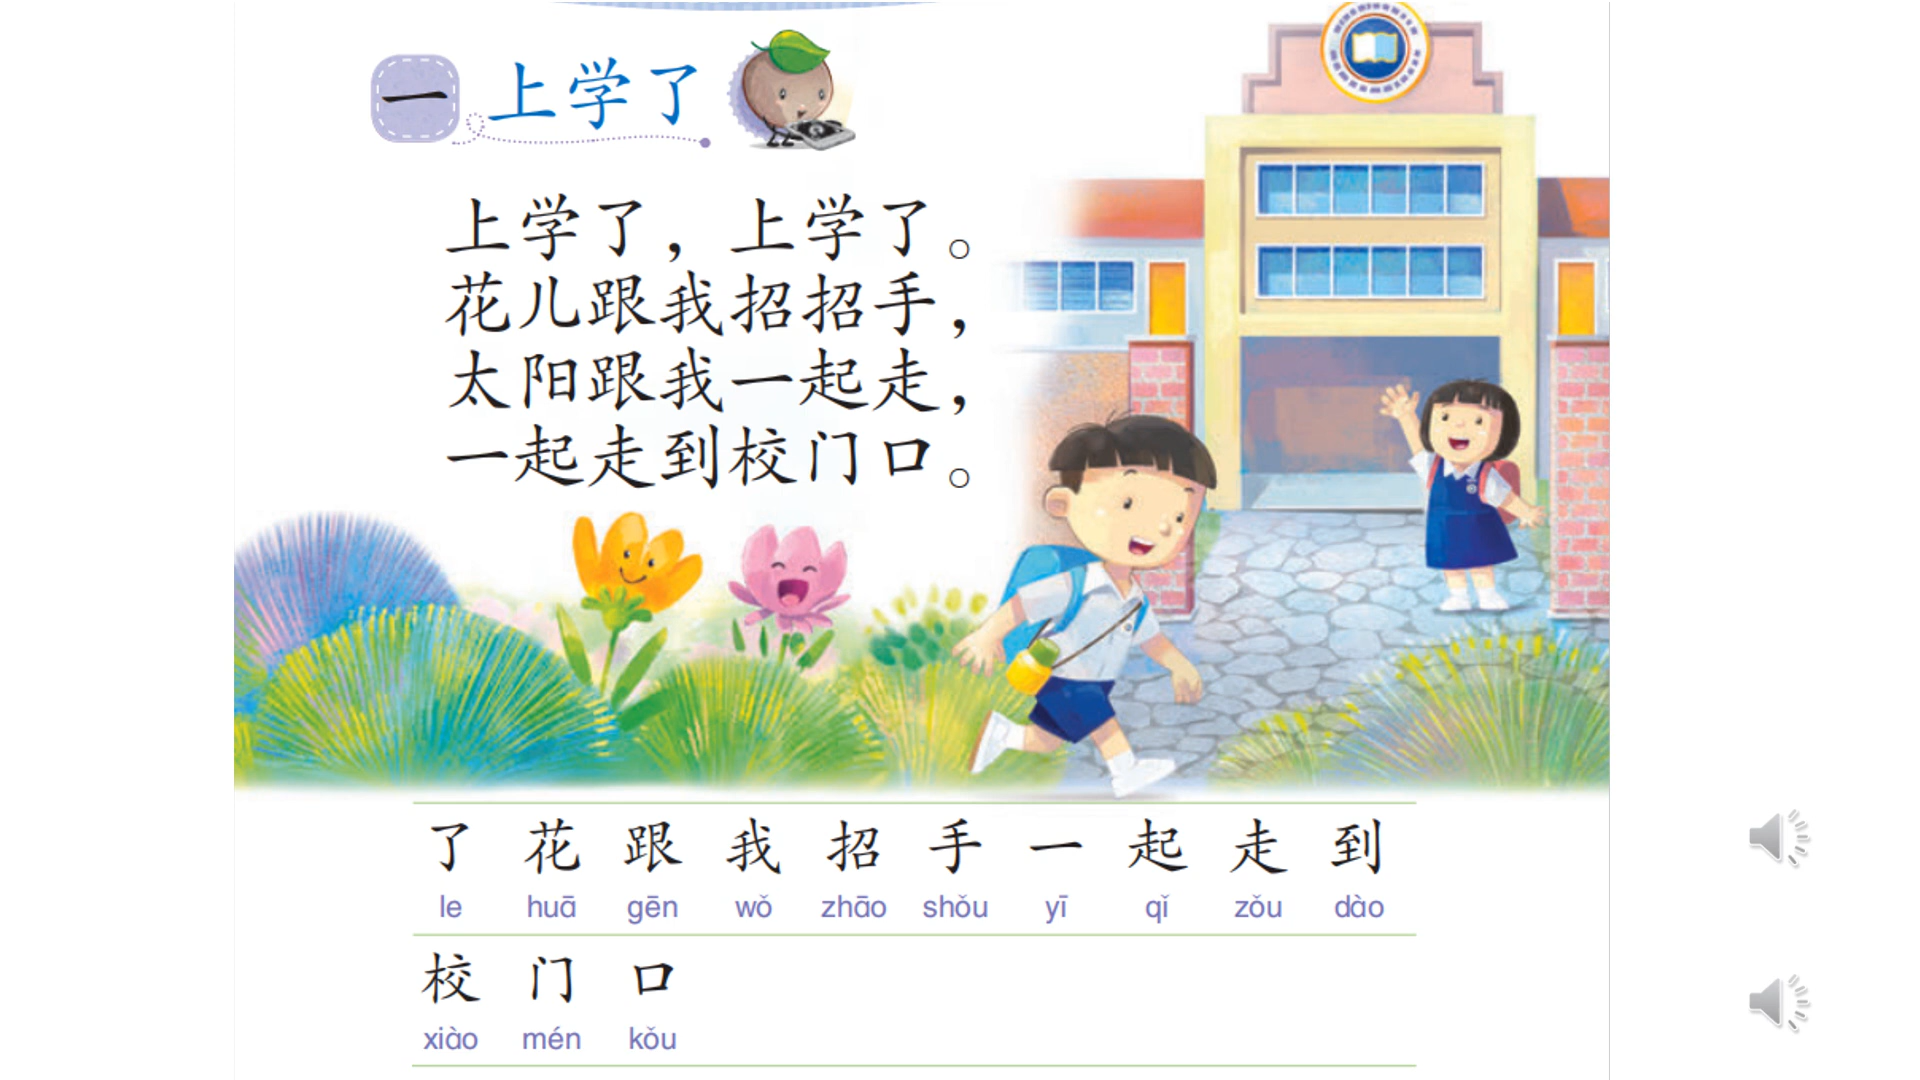 一 上学了
上学了，上学了。
花儿跟我招招手，
太阳跟我一起走，
一起走到校门口。
了 花 跟 我 招 手 一 起 走 到
le huā gēn wǒ zhāo shǒu yī qǐ zǒu dào
校 门 口
xiào mén kǒu